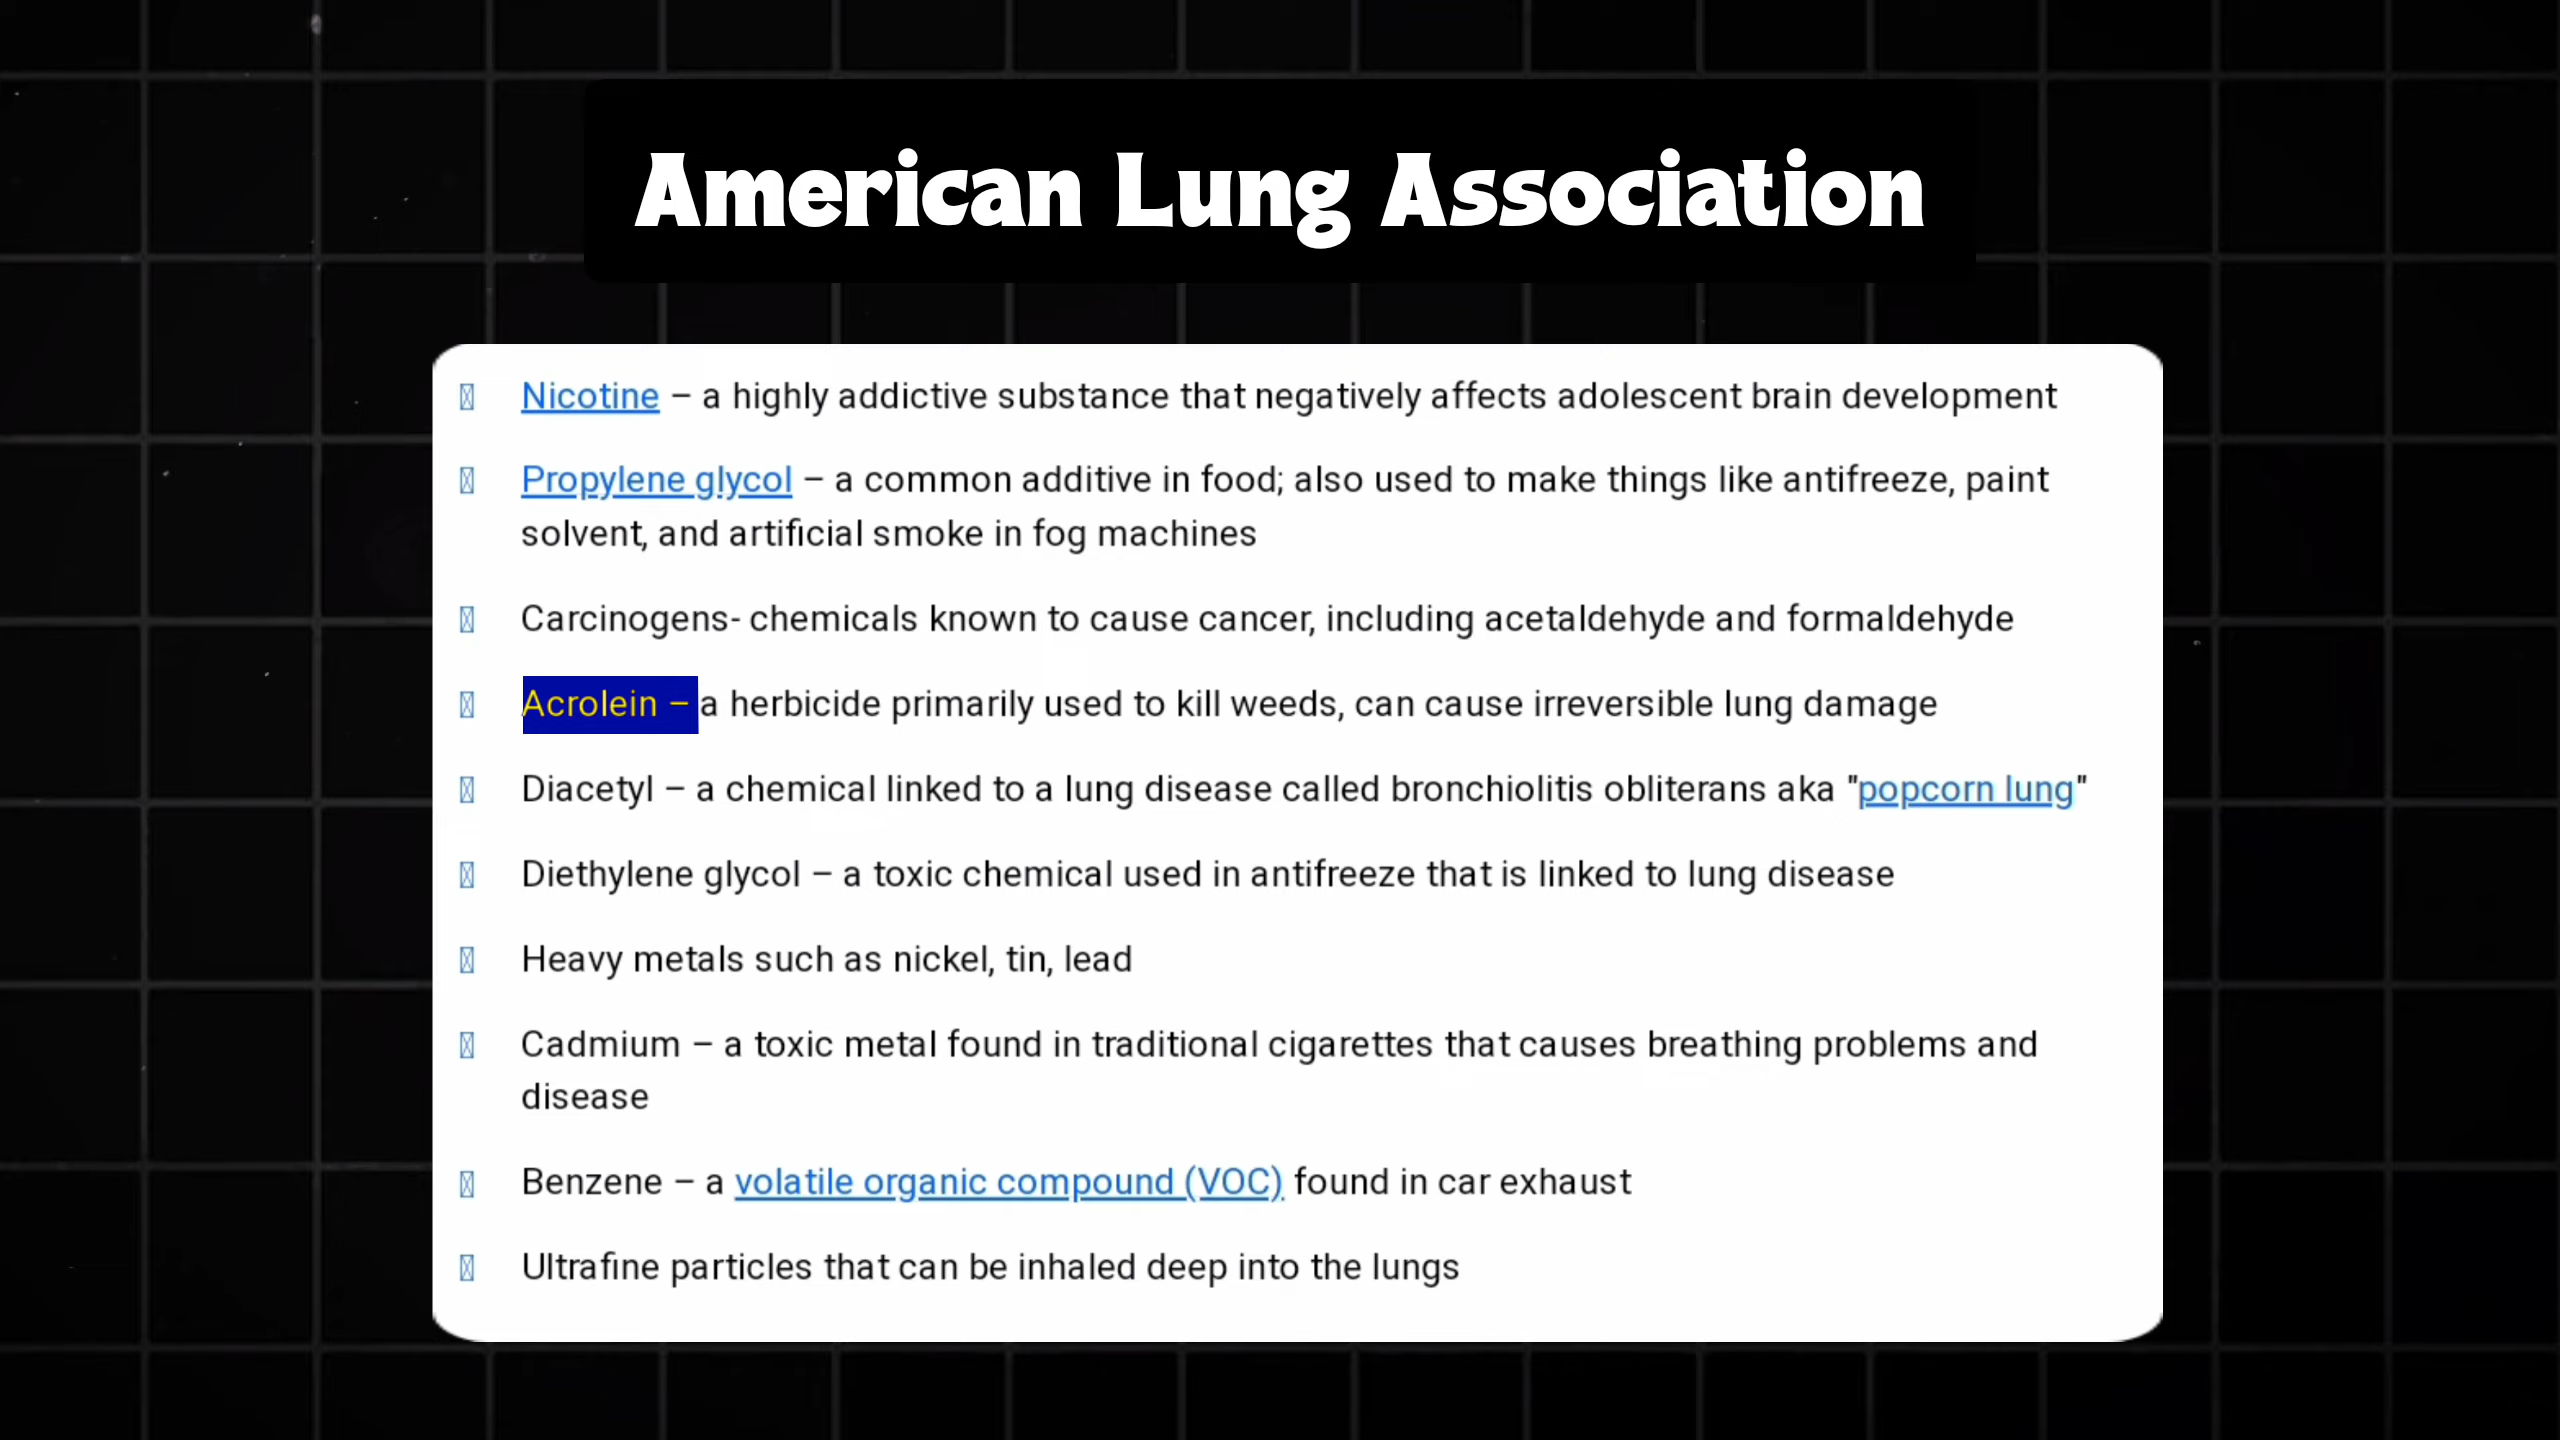 American Lung Association
Nicotine – a highly addictive substance that negatively affects adolescent brain development
Propylene glycol – a common additive in food; also used to make things like antifreeze, paint
solvent, and artificial smoke in fog machines
Carcinogens- chemicals known to cause cancer, including acetaldehyde and formaldehyde
Acrolein – a herbicide primarily used to kill weeds, can cause irreversible lung damage
Diacetyl – a chemical linked to a lung disease called bronchiolitis obliterans aka "popcorn lung"
Diethylene glycol – a toxic chemical used in antifreeze that is linked to lung disease
Heavy metals such as nickel, tin, lead
Cadmium – a toxic metal found in traditional cigarettes that causes breathing problems and
disease
Benzene – a volatile organic compound (VOC) found in car exhaust
Ultrafine particles that can be inhaled deep into the lungs